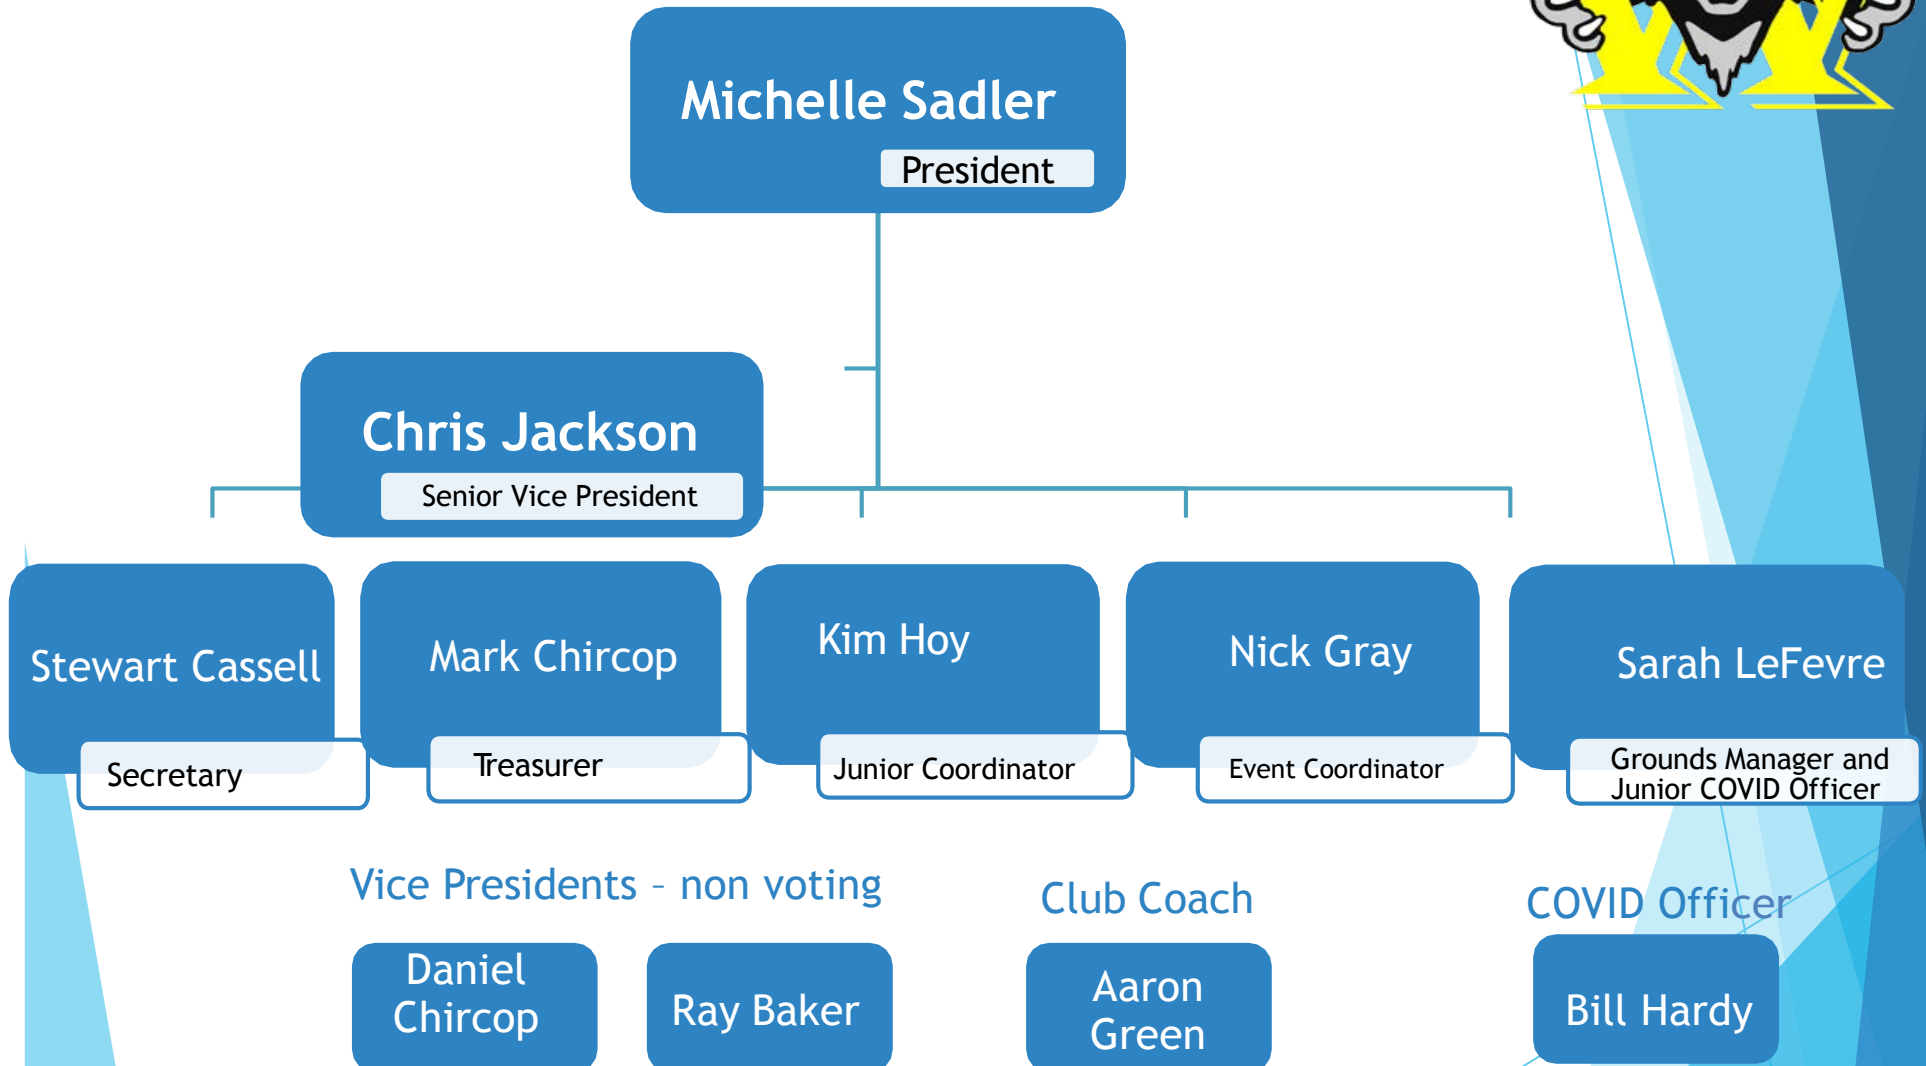 Michelle Sadler
President
Chris Jackson
Senior Vice President
Stewart Cassell
Secretary
Mark Chircop
Treasurer
Kim Hoy
Junior Coordinator
Nick Gray
Event Coordinator
Sarah LeFevre
Grounds Manager and
Junior COVID Officer
Vice Presidents – non voting
Daniel
Chircop
Ray Baker
Club Coach
Aaron
Green
COVID Officer
Bill Hardy